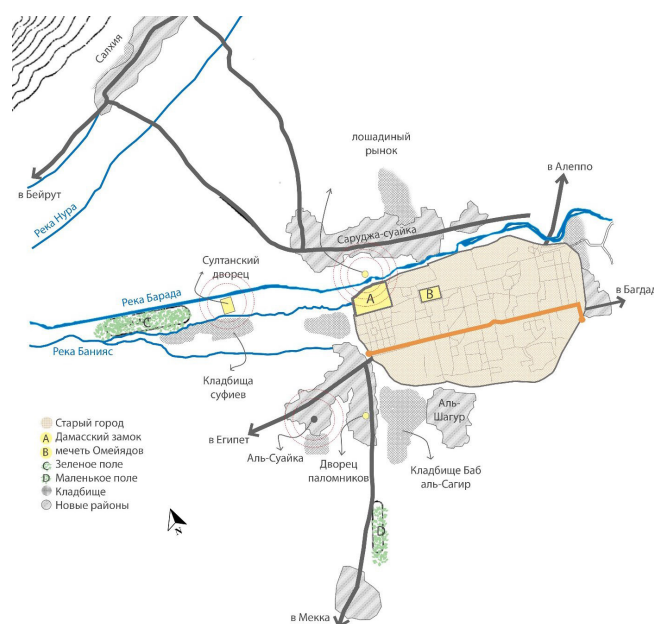 Салхия
лошадиный
рынок
в Алеппо
в Бейрут
Река Нура
Саруджа-суайка
Султанский
дворец
Река Барада
A
B
C
в Багдад
Река Банияс
Кладбища
суфиев
Аль-
Шагур
в Египет
Аль-Суайка
Дворец
паломников
Кладбище Баб
аль-Сагир
Старый город
A Дамасский замок
B мечеть Омейядов
C Зеленое поле
D Маленькое поле
Кладбище
Новые районы
N
D
в Мекка